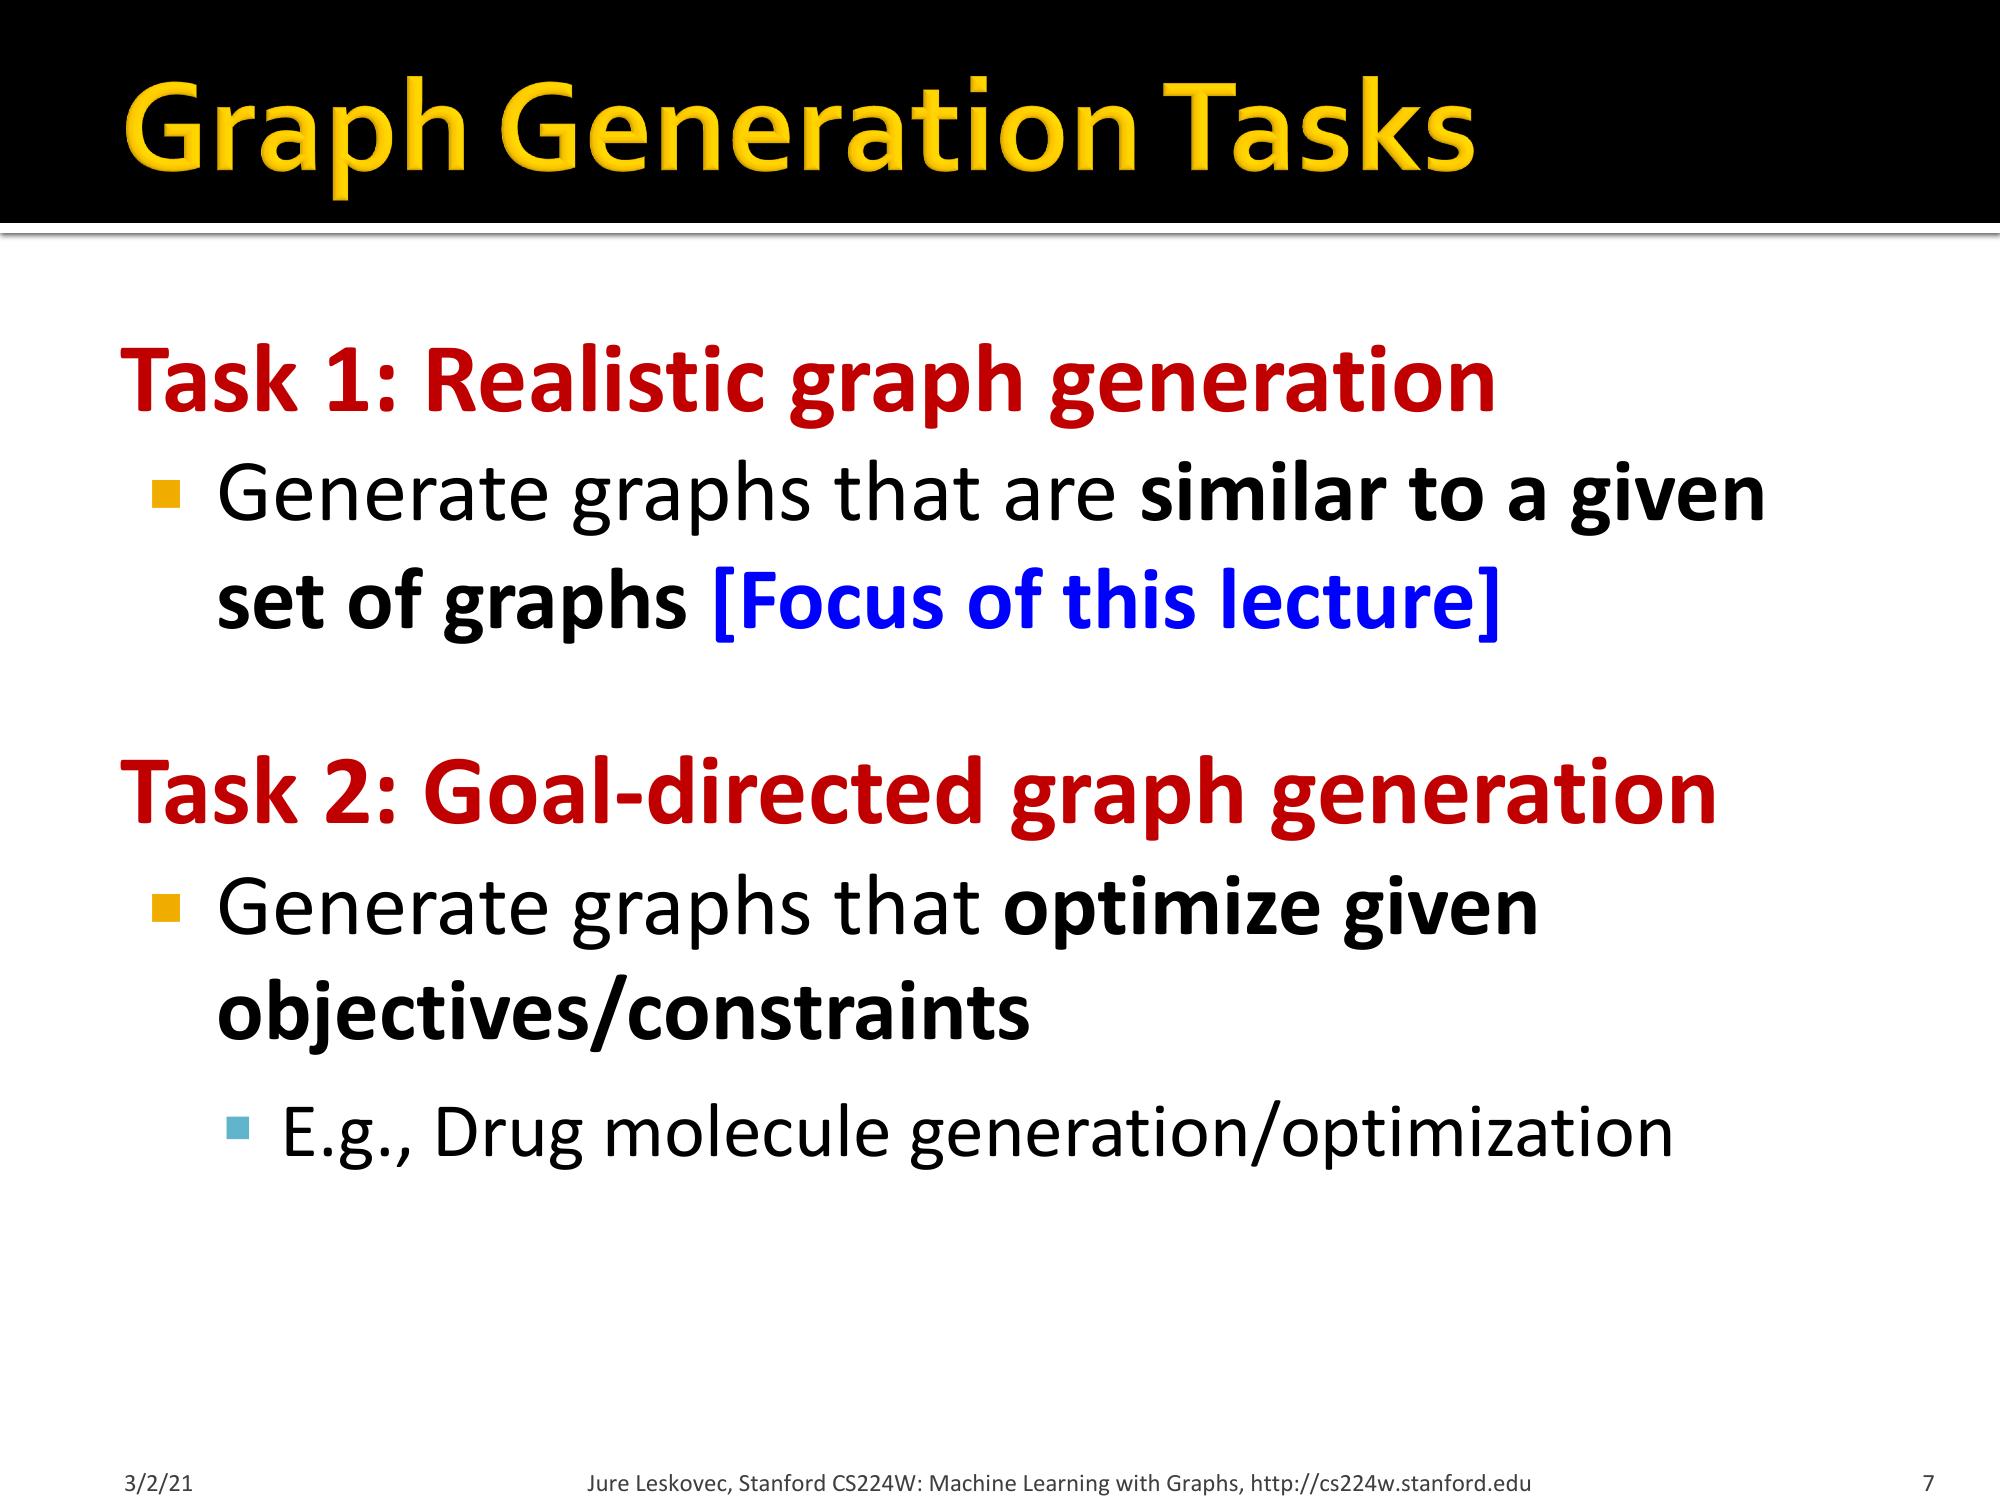 Graph Generation Tasks
Task 1: Realistic graph generation
Generate graphs that are similar to a given
set of graphs [Focus of this lecture]
Task 2: Goal-directed graph generation
Generate graphs that optimize given
objectives/constraints
E.g., Drug molecule generation/optimization
3/2/21
Jure Leskovec, Stanford CS224W: Machine Learning with Graphs, http://cs224w.stanford.edu
7